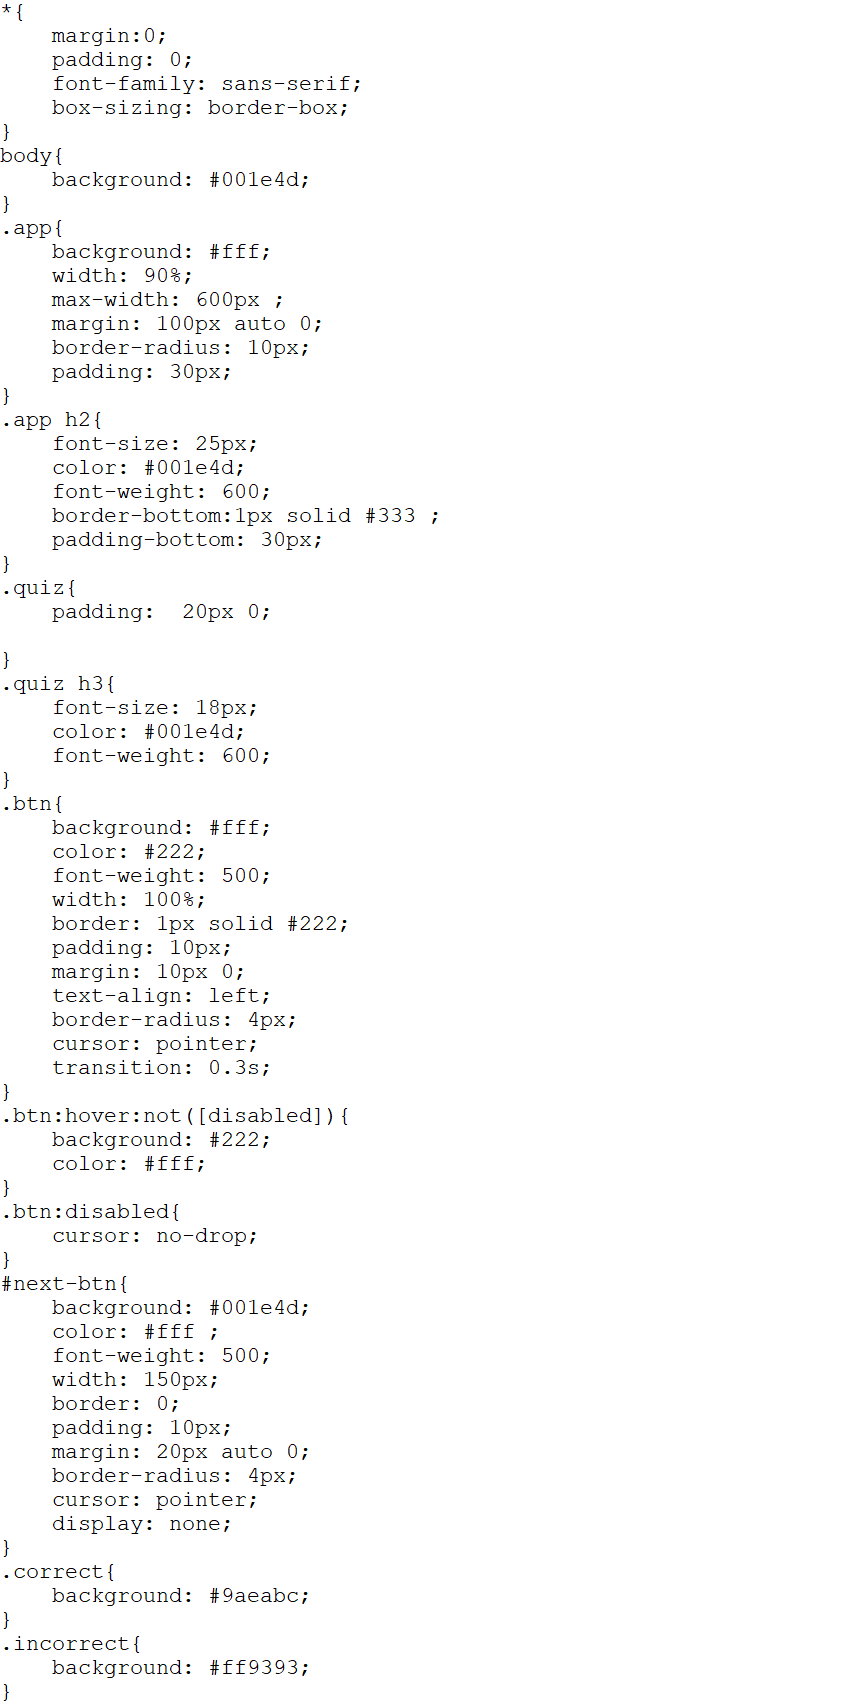 *{
    margin:0;
    padding: 0;
    font-family: sans-serif;
    box-sizing: border-box;
}
body{
    background: #001e4d;
}
.app{
    background: #fff;
    width: 90%;
    max-width: 600px ;
    margin: 100px auto 0;
    border-radius: 10px;
    padding: 30px;
}
.app h2{
    font-size: 25px;
    color: #001e4d;
    font-weight: 600;
    border-bottom:1px solid #333 ;
    padding-bottom: 30px;
}
.quiz{
    padding:  20px 0;

}
.quiz h3{
    font-size: 18px;
    color: #001e4d;
    font-weight: 600;
}
.btn{
    background: #fff;
    color: #222;
    font-weight: 500;
    width: 100%;
    border: 1px solid #222;
    padding: 10px;
    margin: 10px 0;
    text-align: left;
    border-radius: 4px;
    cursor: pointer;
    transition: 0.3s;
}
.btn:hover:not([disabled]){
    background: #222;
    color: #fff;
}
.btn:disabled{
    cursor: no-drop;
}
#next-btn{
    background: #001e4d;
    color: #fff ;
    font-weight: 500;
    width: 150px;
    border: 0;
    padding: 10px;
    margin: 20px auto 0;
    border-radius: 4px;
    cursor: pointer;
    display: none;
}
.correct{
    background: #9aeabc;
}
.incorrect{
    background: #ff9393;
}